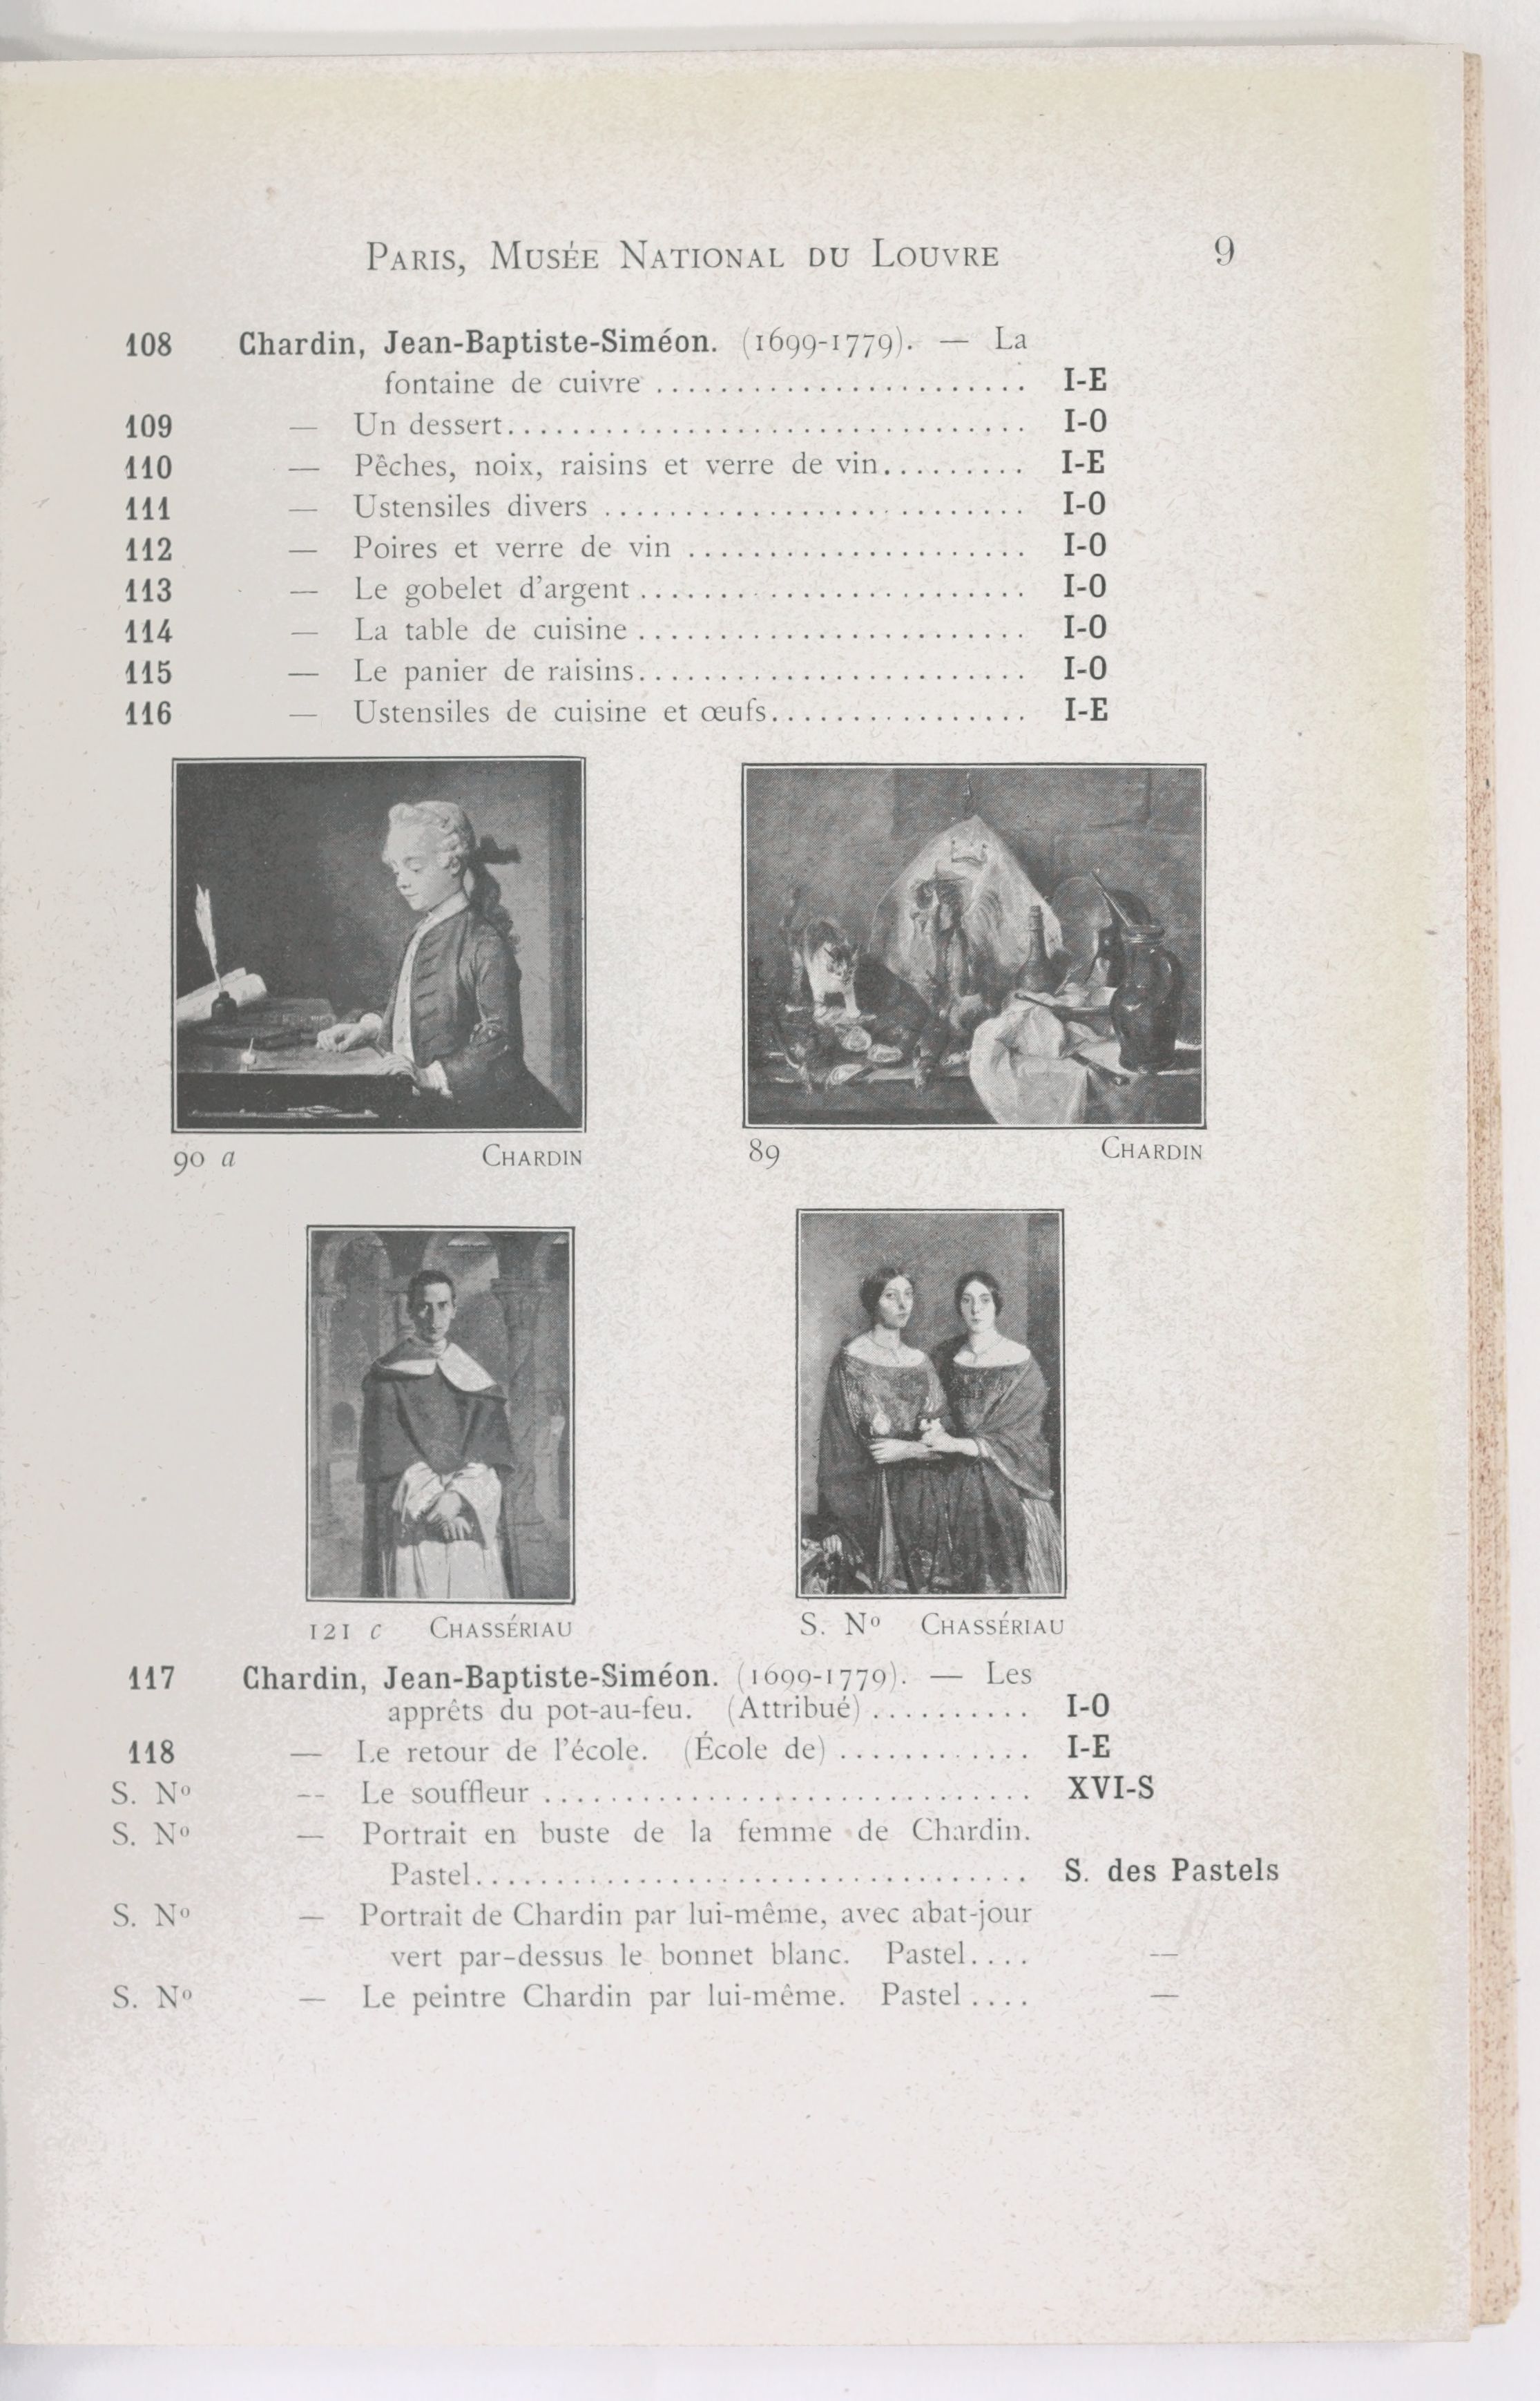 PARIS, MUSÉE NATIONAL DU LOUVRE 9
108 Chardin, Jean-Baptiste-Siméon. (1699-1779). — La
fontaine de cuivre ....................... I-E
109 — Un dessert................................ I-O
110 — Pêches, noix, raisins et verre de vin......... I-E
111 — Ustensiles divers .......................... I-O
112 — Poires et verre de vin ..................... I-O
113 — Le gobelet d'argent........................ I-O
114 — La table de cuisine........................ I-O
115 — Le panier de raisins........................ I-O
116 — Ustensiles de cuisine et œufs................ I-E
90 a CHARDIN
89 CHARDIN
121 c CHASSÉRIAU
S. Nº CHASSÉRIAU
117 Chardin, Jean-Baptiste-Siméon. (1699-1779). — Les
apprêts du pot-au-feu. (Attribué).......... I-O
118 — Le retour de l'école. (École de)............ I-E
S. Nº -- Le souffleur .............................. XVI-S
S. Nº — Portrait en buste de la femme de Chardin.
Pastel.................................. S. des Pastels
S. Nº — Portrait de Chardin par lui-même, avec abat-jour
vert par-dessus le bonnet blanc. Pastel.... —
S. Nº — Le peintre Chardin par lui-même. Pastel.... —